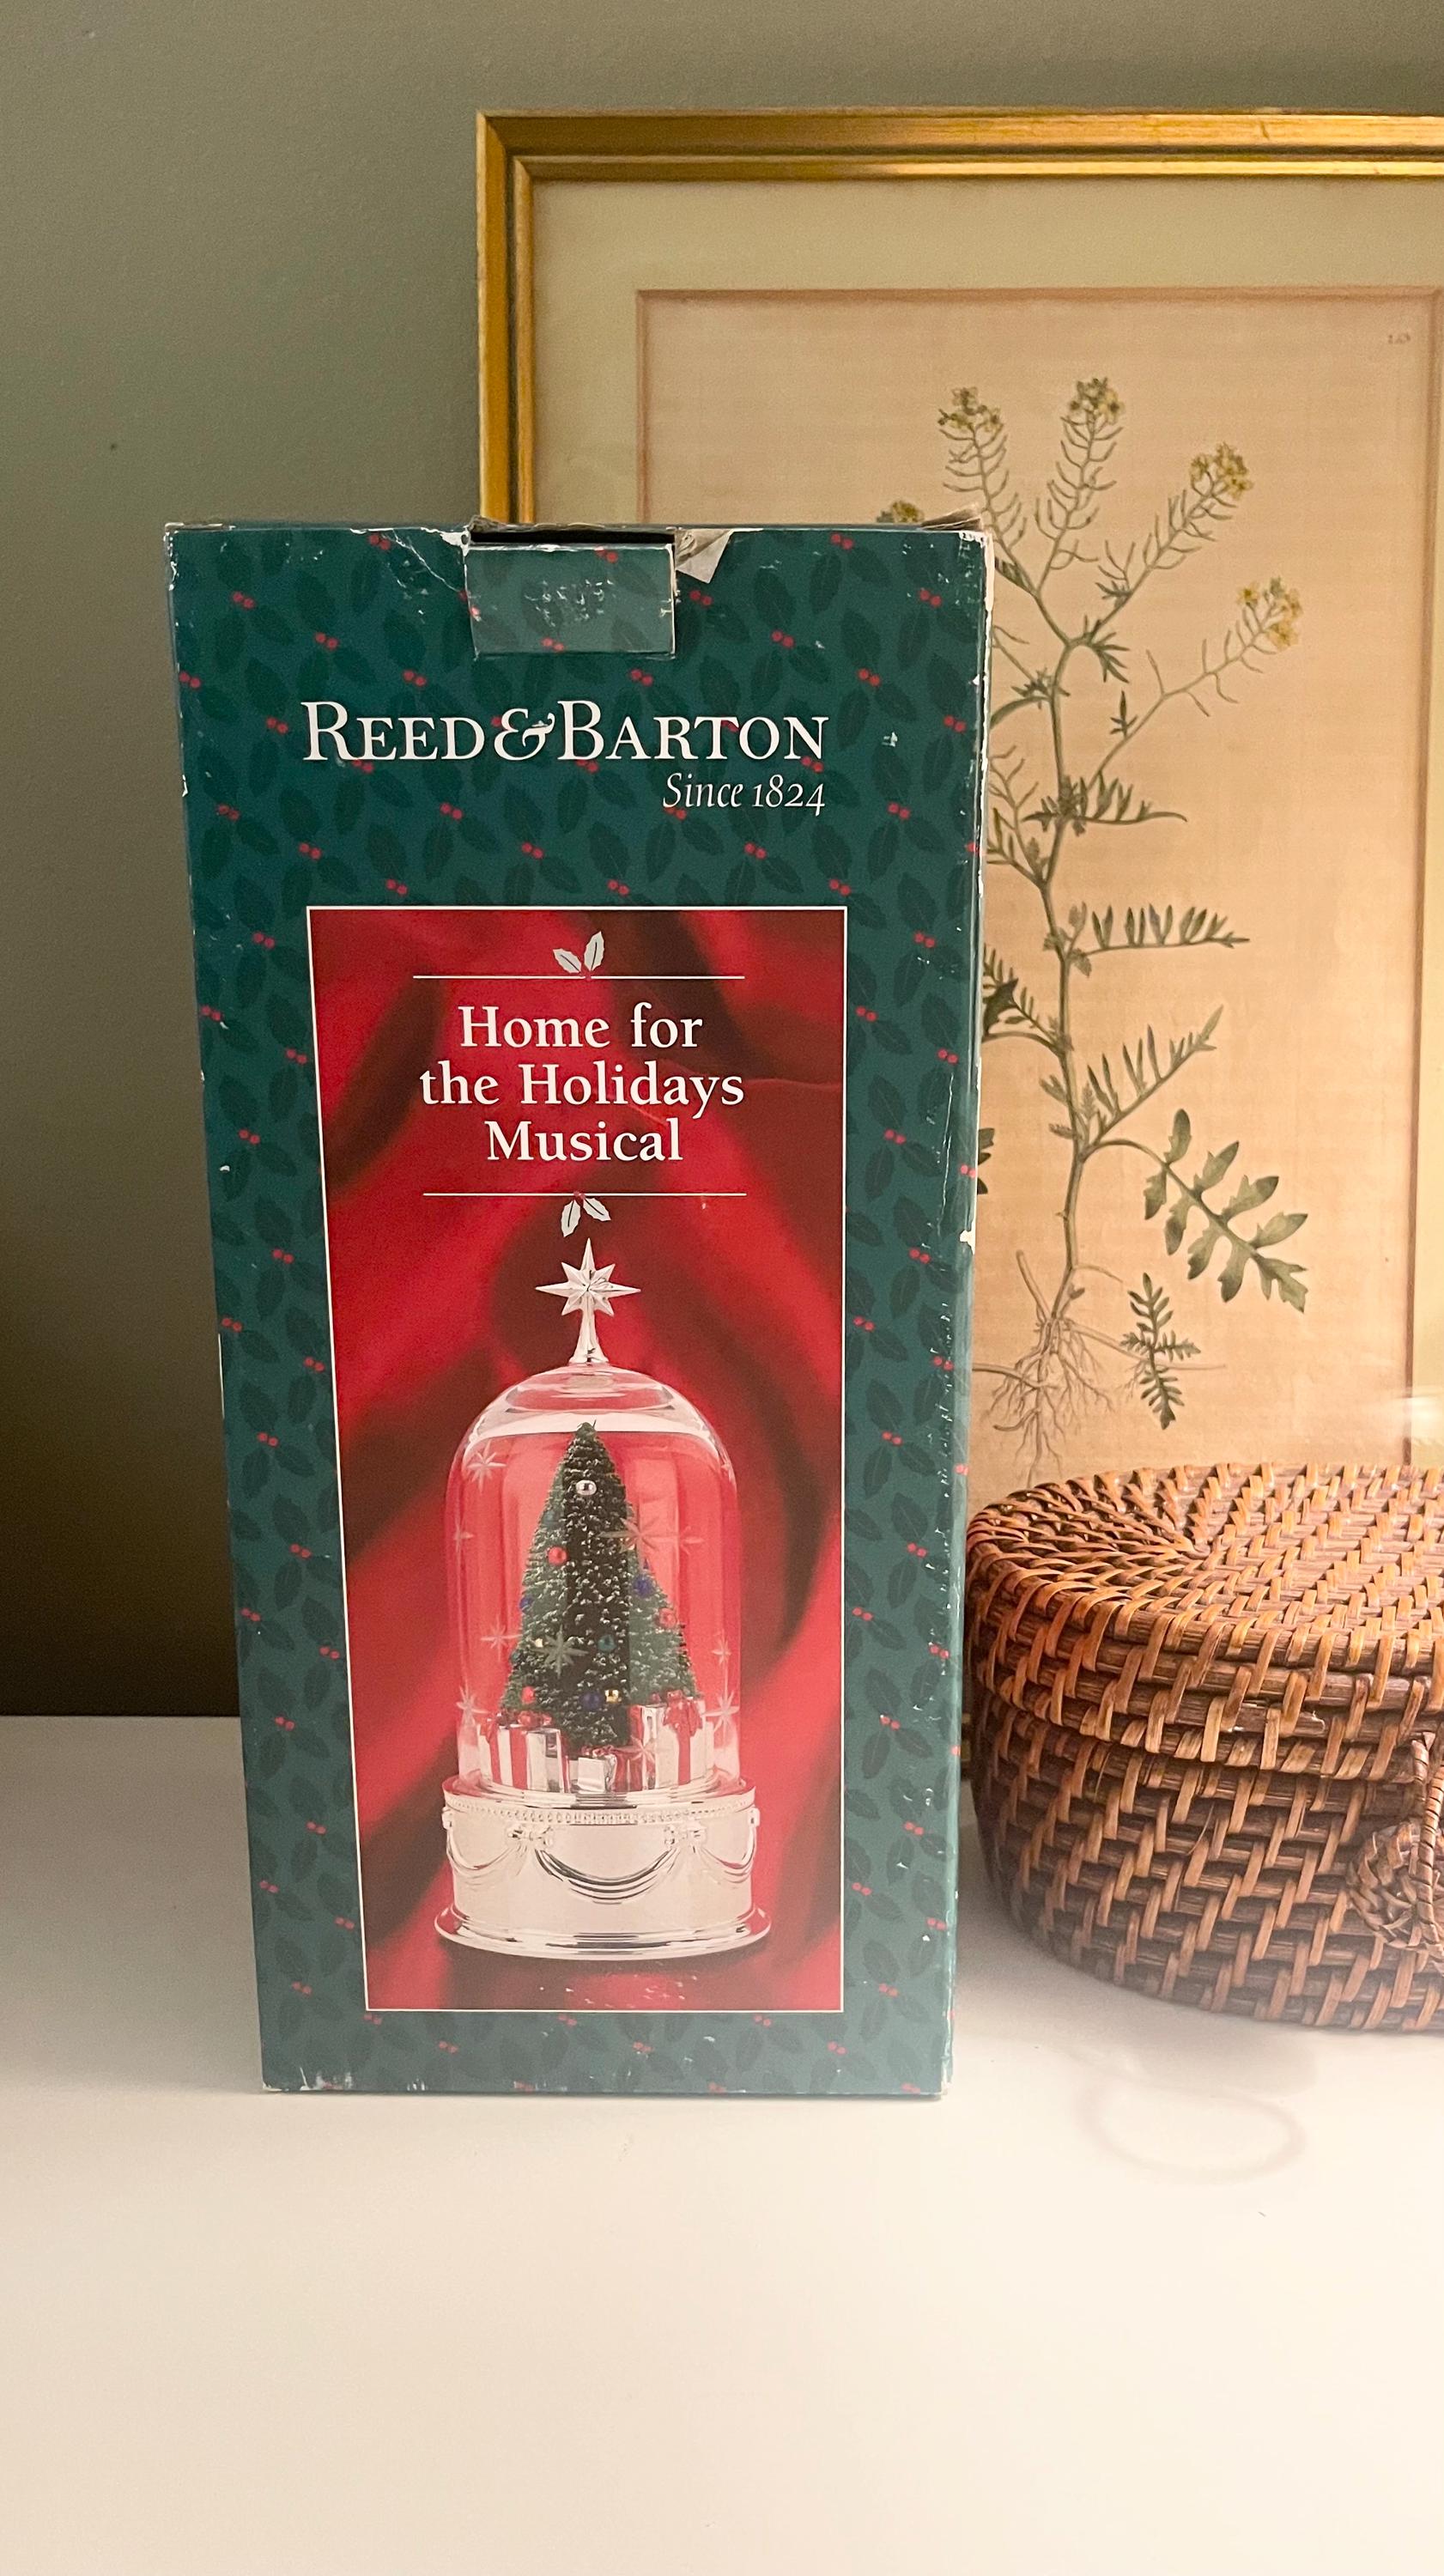 REED & BARTON
Since 1824
Home for
the Holidays
Musical